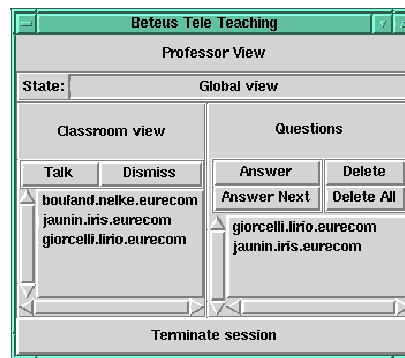 Beteus Tele Teaching
Professor View
State: Global view
Classroom view
Talk Dismiss
boufand.nelke.eurecom
jaunin.iris.eurecom
giorcelli.lirio.eurecom
Questions
Answer Delete
Answer Next Delete All
giorcelli.lirio.eurecom
jaunin.iris.eurecom
Terminate session